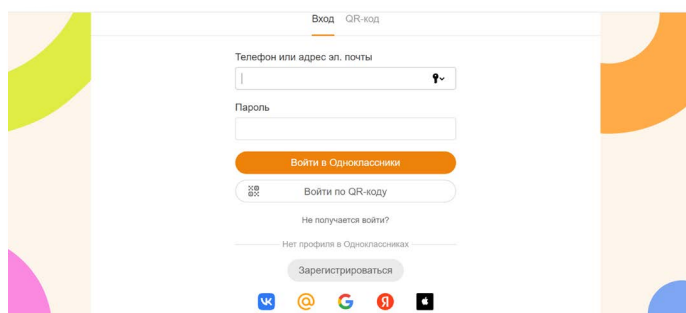 Вход QR-код
Телефон или адрес эл. почты
Пароль
Войти в Одноклассники
Войти по QR-коду
Не получается войти?
Нет профиля в Одноклассниках
Зарегистрироваться